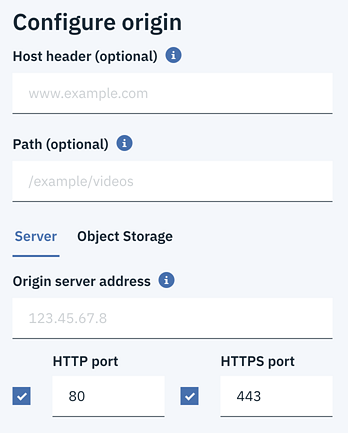 Configure origin
Host header (optional)
www.example.com
Path (optional)
/example/videos
Server Object Storage
Origin server address
123.45.67.8
HTTP port HTTPS port
80 443